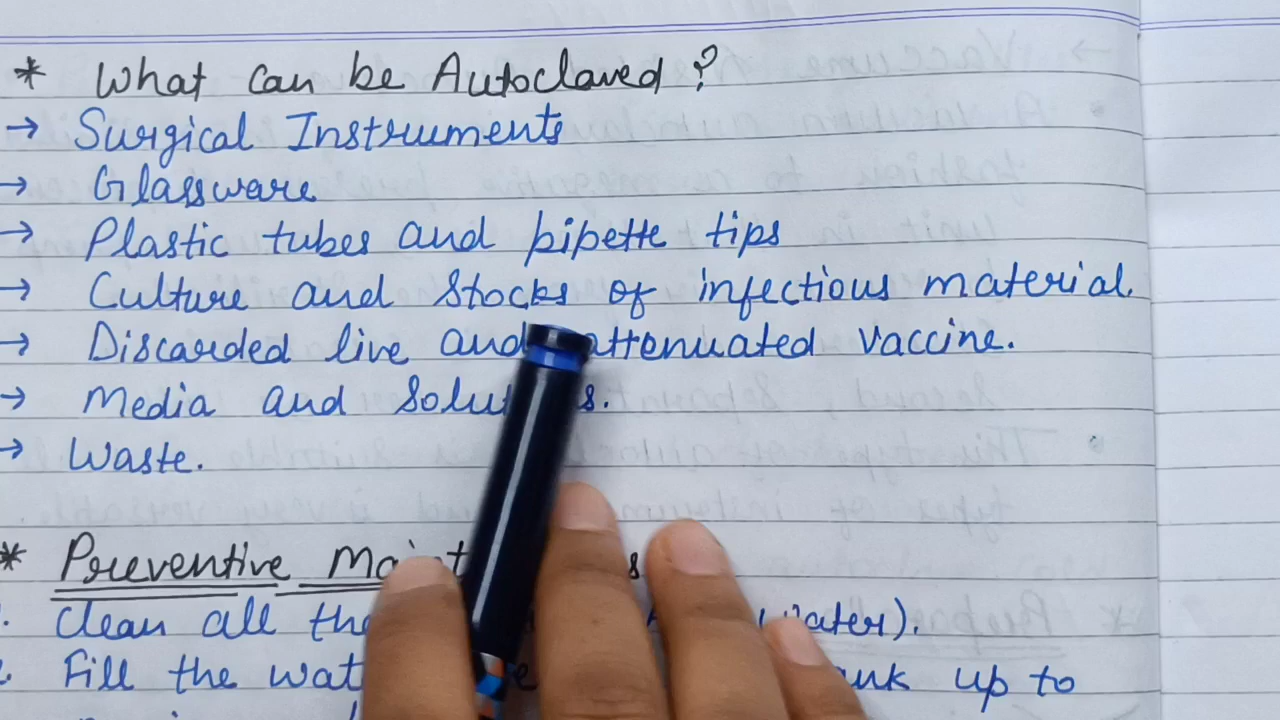 * What can be Autoclaved ?
→ Surgical Instruments
→ Glassware
→ Plastic tubes and pipette tips
→ Culture and Stocks of infectious material.
→ Discarded live and attenuated vaccine.
→ Media and
→ Waste.
* Preventive
clean all the water).
Fill the up to